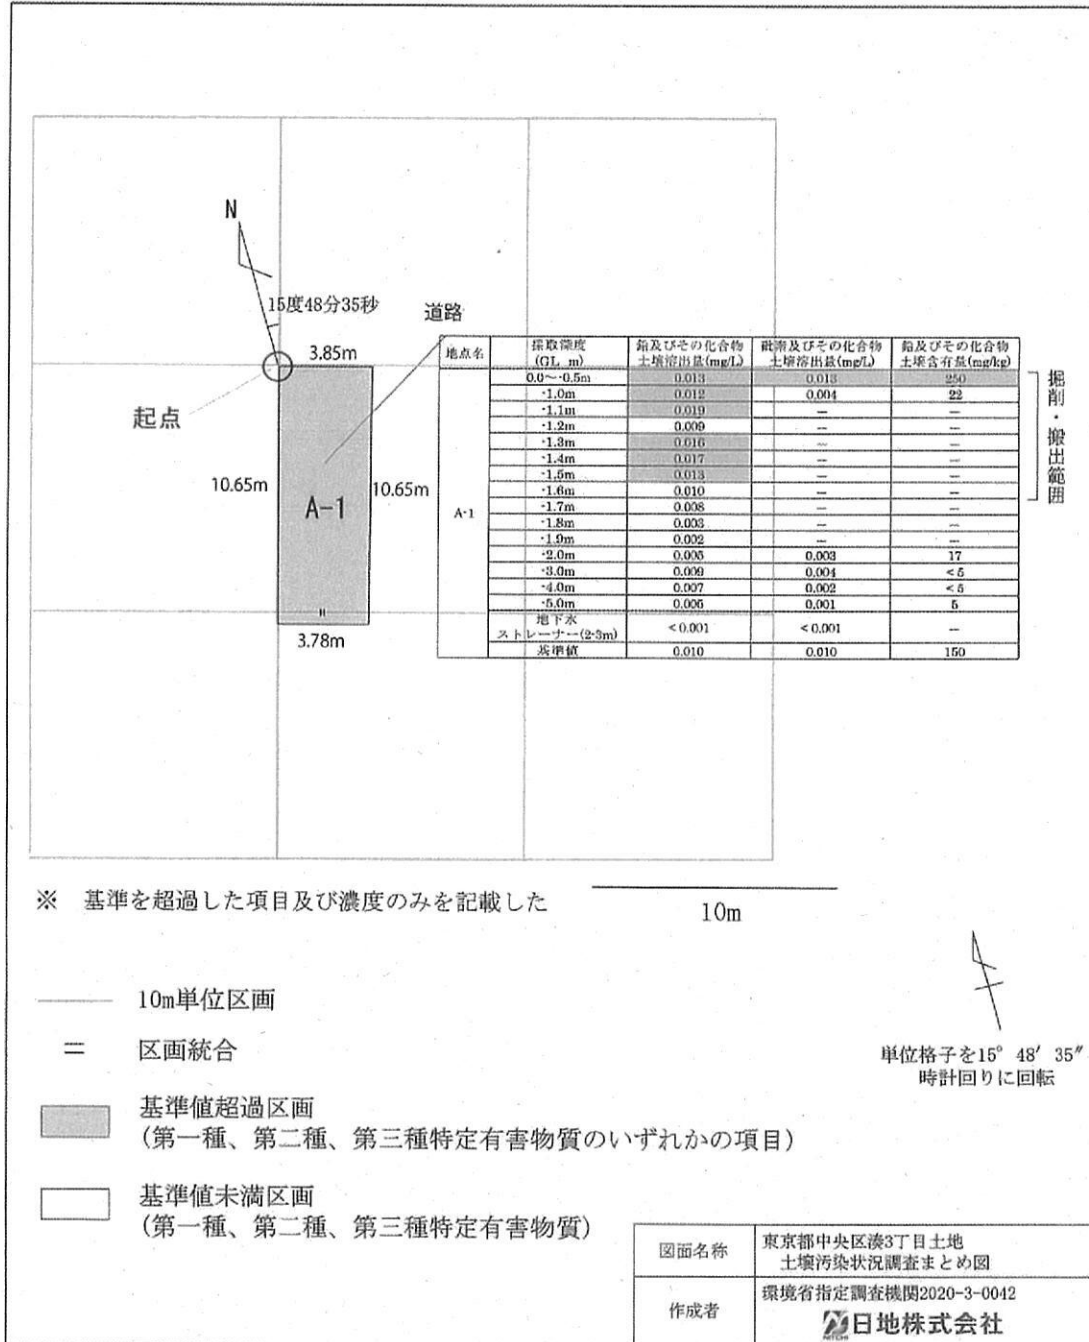 N
15度48分35秒
道路
3.85m
起点
10.65m
A-1
10.65m
〃
3.78m
地点名 採取深度(GL m) 鉛及びその化合物土壌溶出量(mg/L) 砒素及びその化合物土壌溶出量(mg/L) 鉛及びその化合物土壌含有量(mg/kg)
A-1
0.0〜-0.5m 0.013 0.013 250
-1.0m 0.012 0.004 22
-1.1m 0.019 — —
-1.2m 0.009 — —
-1.3m 0.016 — —
-1.4m 0.017 — —
-1.5m 0.013 — —
-1.6m 0.010 — —
-1.7m 0.008 — —
-1.8m 0.003 — —
-1.9m 0.002 — —
-2.0m 0.005 0.003 17
-3.0m 0.009 0.004 <5
-4.0m 0.007 0.002 <5
-5.0m 0.006 0.001 5
地下水ストレーナー(2-3m) <0.001 <0.001 —
基準値 0.010 0.010 150
掘削・搬出範囲
※ 基準を超過した項目及び濃度のみを記載した
10m
10m単位区画
= 区画統合
基準値超過区画
(第一種、第二種、第三種特定有害物質のいずれかの項目)
基準値未満区画
(第一種、第二種、第三種特定有害物質)
単位格子を15° 48′ 35″
時計回りに回転
図面名称 東京都中央区湊3丁目土地
土壌汚染状況調査まとめ図
作成者 環境省指定調査機関2020-3-0042
NITCHI 日地株式会社